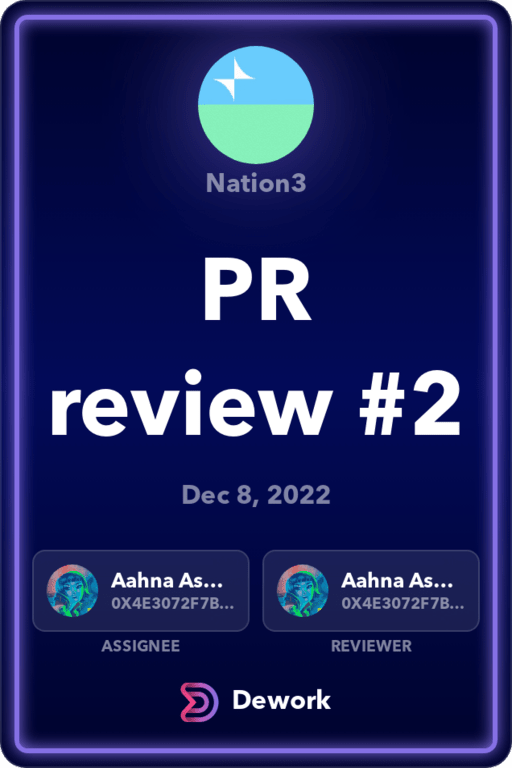 Nation3
PR
review #2
Dec 8, 2022
Aahna As...
0X4E3072F7B...
ASSIGNEE
Aahna As...
0X4E3072F7B...
REVIEWER
Dework